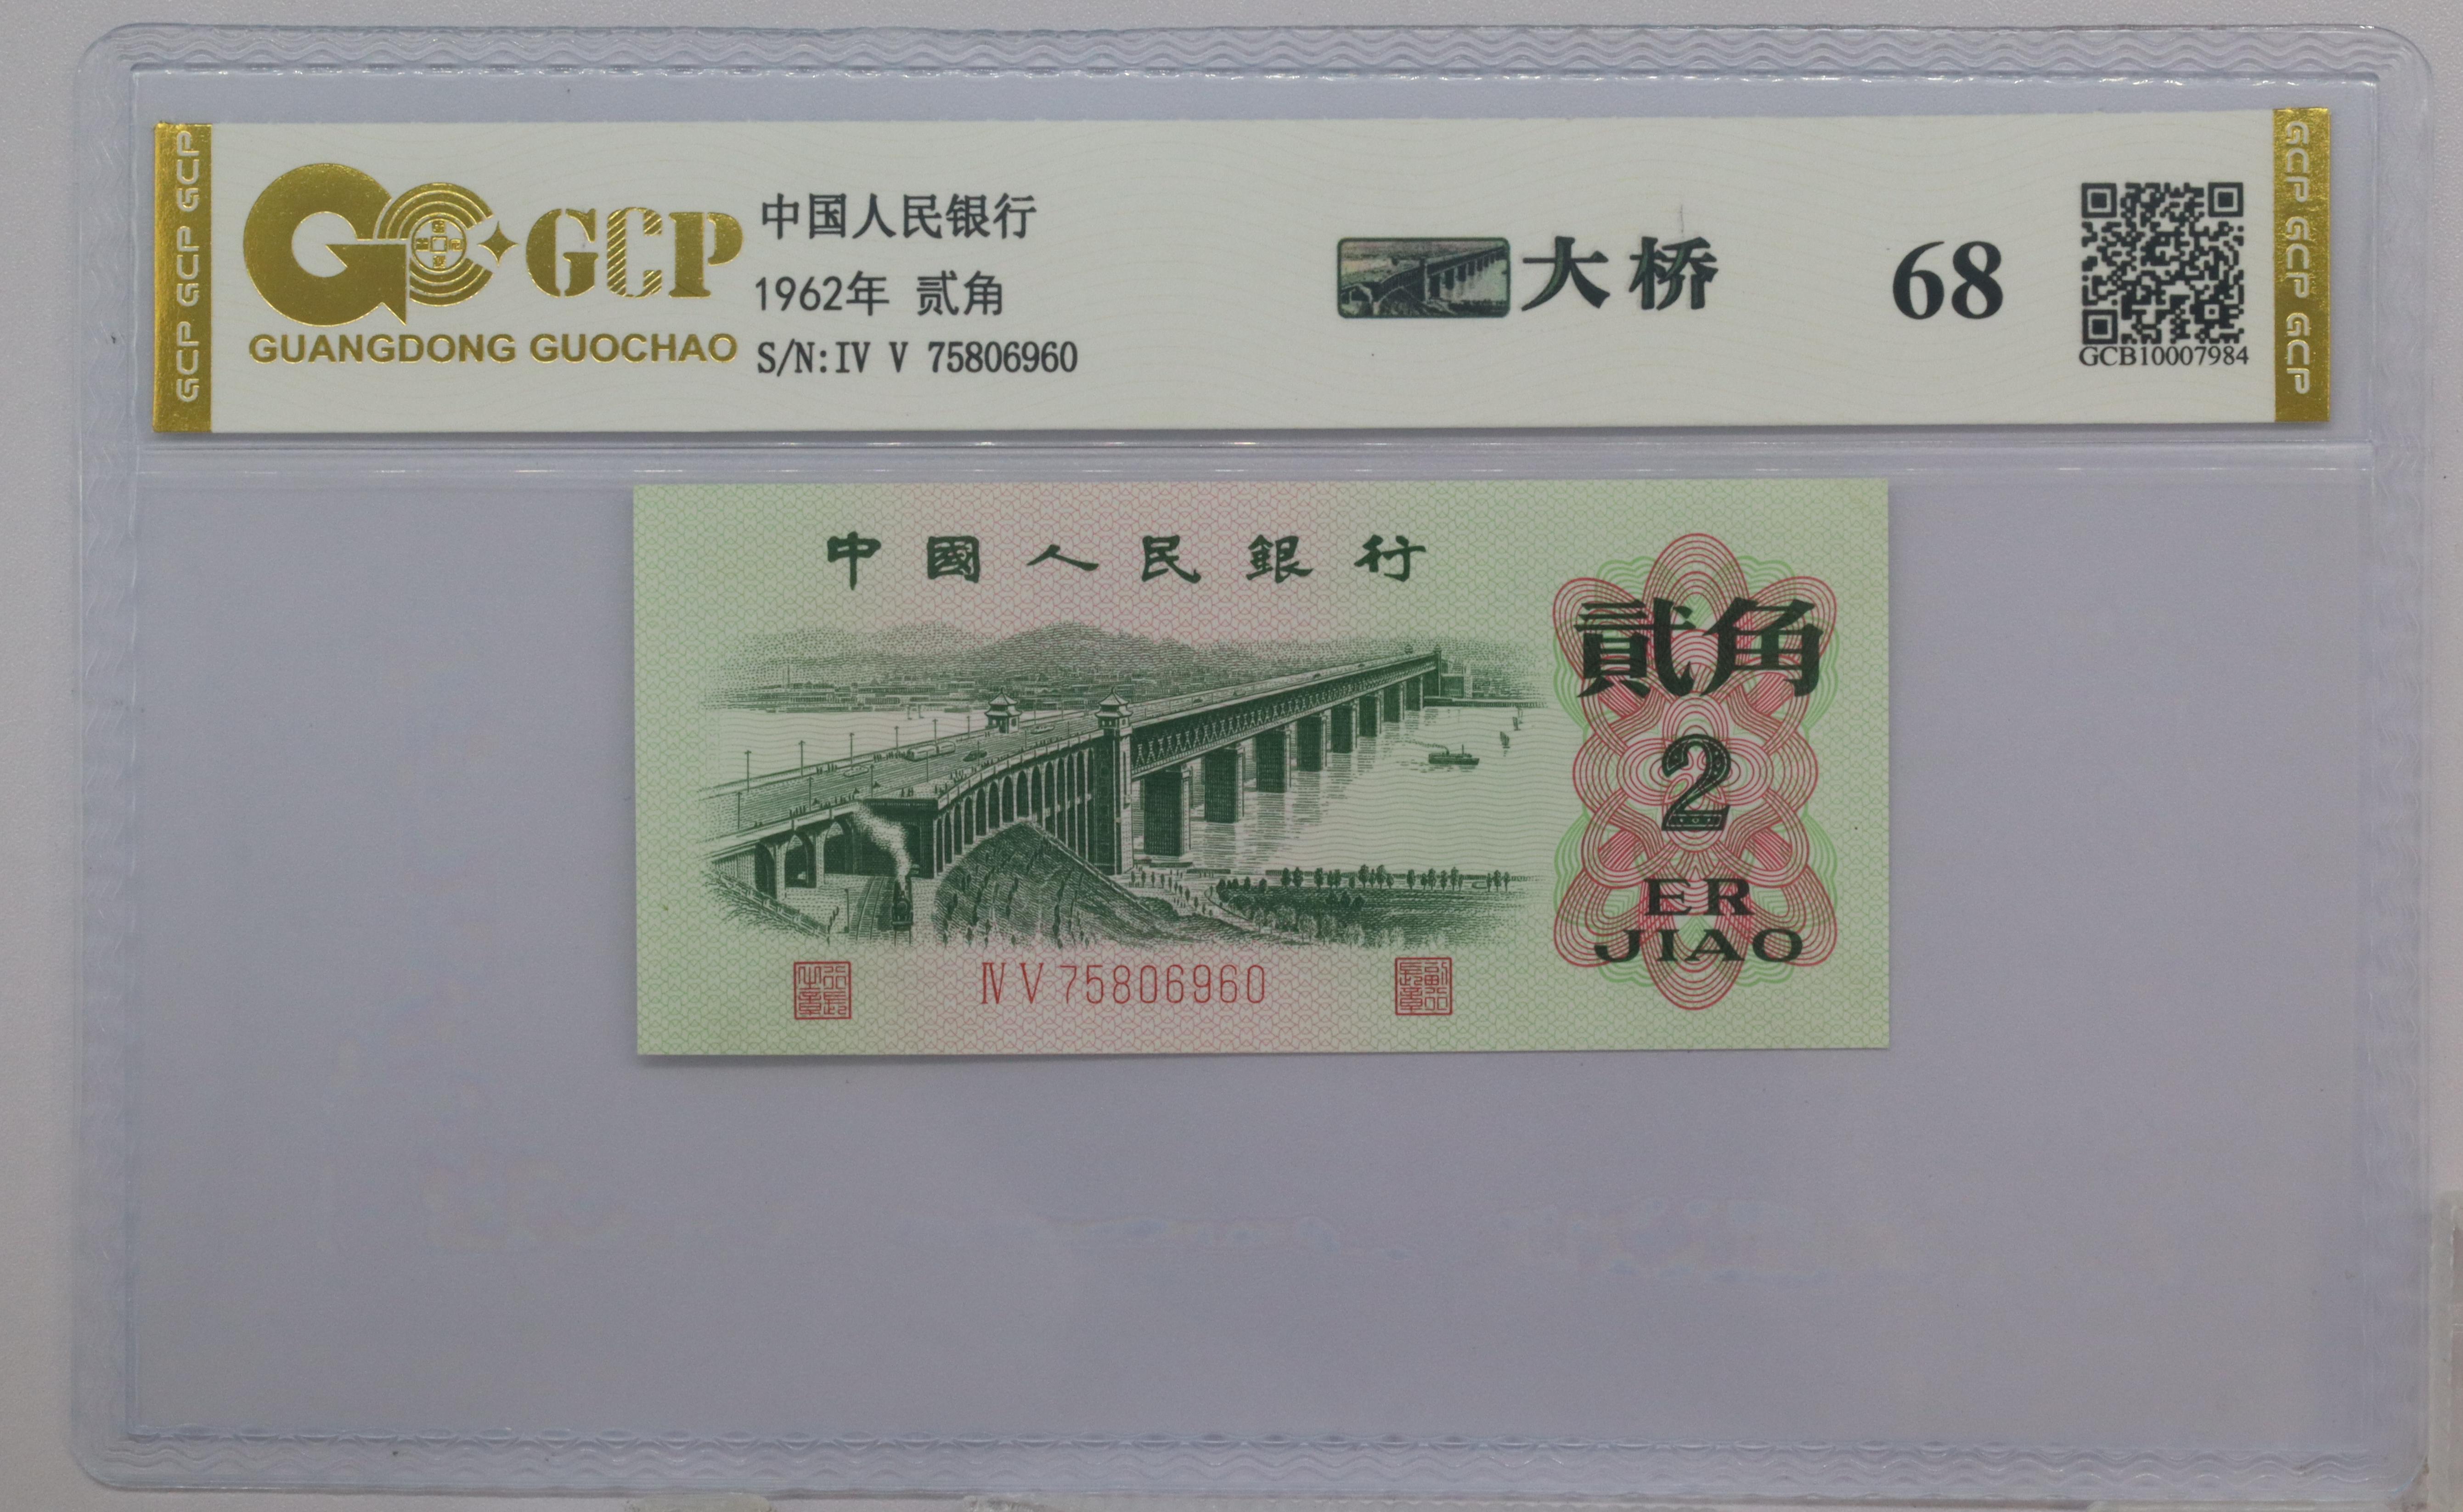 GCP GCP GCP
GCP
GUANGDONG GUOCHAO
中国人民银行
1962年 贰角
S/N:IV V 75806960
大桥
68
GCB10007984
GCP GCP GCP
中國人民銀行
貳角
2
ER
JIAO
Ⅳ Ⅴ 75806960